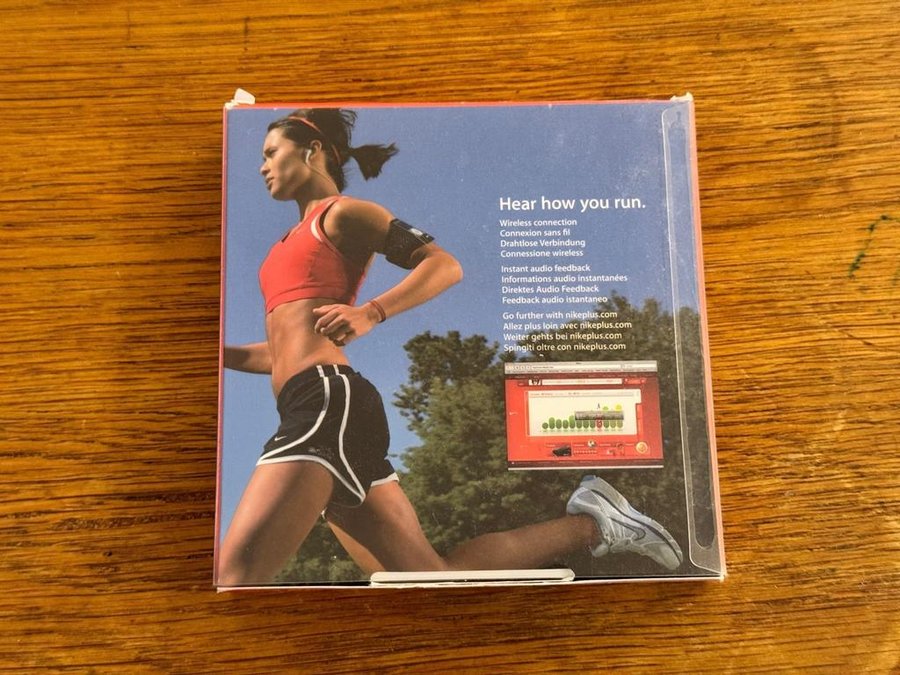 Hear how you run.
Wireless connection
Connexion sans fil
Drahtlose Verbindung
Connessione wireless
Instant audio feedback
Informations audio instantanées
Direktes Audio Feedback
Feedback audio istantaneo
Go further with nikeplus.com
Allez plus loin avec nikeplus.com
Weiter gehts bei nikeplus.com
Spingiti oltre con nikeplus.com